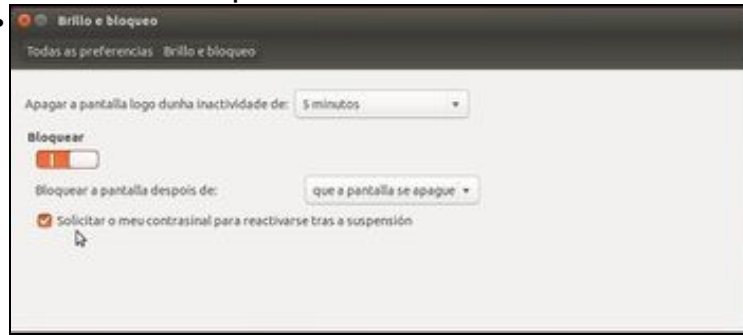 Brillo e bloqueo
Todas as preferencias Brillo e bloqueo
Apagar a pantalla logo dunha inactividade de: 5 minutos
Bloquear
Bloquear a pantalla despois de: que a pantalla se apague
Solicitar o meu contrasinal para reactivarse tras a suspensión